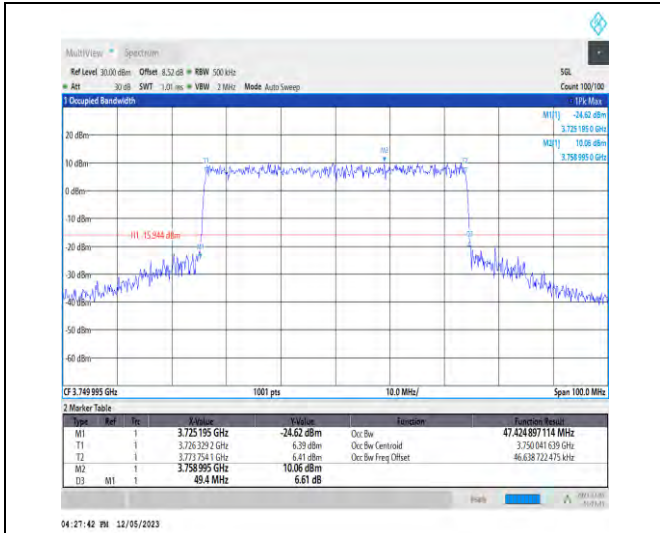 MultiView Spectrum
Ref Level 30.00 dBm Offset 8.52 dB RBW 500 kHz SGL
Att 30 dB SWT 1.01 ms VBW 2 MHz Mode Auto Sweep Count 100/100
1 Occupied Bandwidth 1Pk Max
M1[1] -24.62 dBm
3.725 195 0 GHz
M2[1] 10.06 dBm
3.758 995 0 GHz
20 dBm
T1 M2 T2
10 dBm
0 dBm
-10 dBm
H1 -15.944 dBm
D3
M1
-20 dBm
-30 dBm
-40 dBm
-50 dBm
-60 dBm
CF 3.749 995 GHz 1001 pts 10.0 MHz/ Span 100.0 MHz
2 Marker Table
Type Ref Trc X-Value Y-Value Function Function Result
M1 1 3.725 195 GHz -24.62 dBm Occ Bw 47.424 897 114 MHz
T1 1 3.726 329 2 GHz 6.39 dBm Occ Bw Centroid 3.750 041 639 GHz
T2 1 3.773 754 1 GHz 6.41 dBm Occ Bw Freq Offset 46.638 722 475 kHz
M2 1 3.758 995 GHz 10.06 dBm
D3 M1 1 49.4 MHz 6.61 dB
04:27:42 PM 12/05/2023